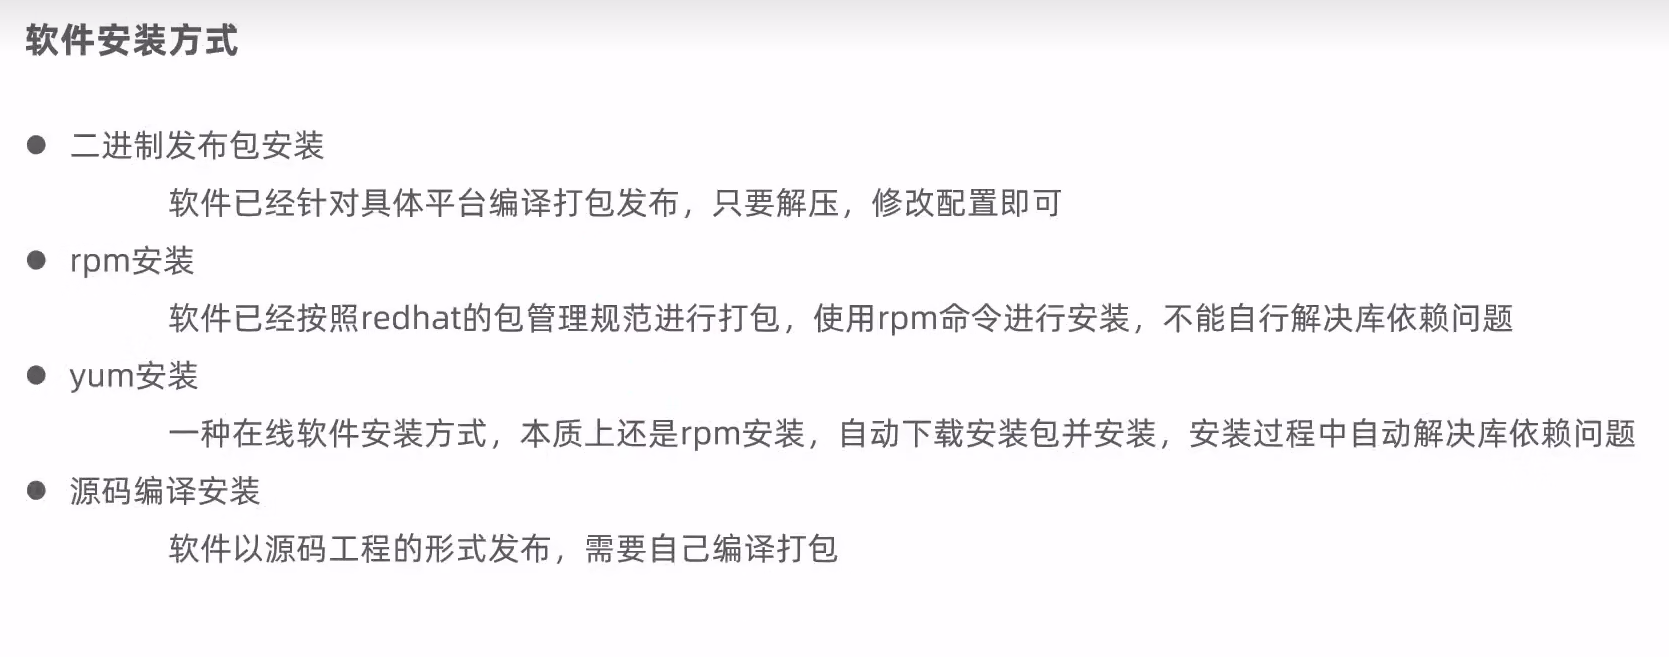 软件安装方式
● 二进制发布包安装
软件已经针对具体平台编译打包发布，只要解压，修改配置即可
● rpm安装
软件已经按照redhat的包管理规范进行打包，使用rpm命令进行安装，不能自行解决库依赖问题
● yum安装
一种在线软件安装方式，本质上还是rpm安装，自动下载安装包并安装，安装过程中自动解决库依赖问题
● 源码编译安装
软件以源码工程的形式发布，需要自己编译打包